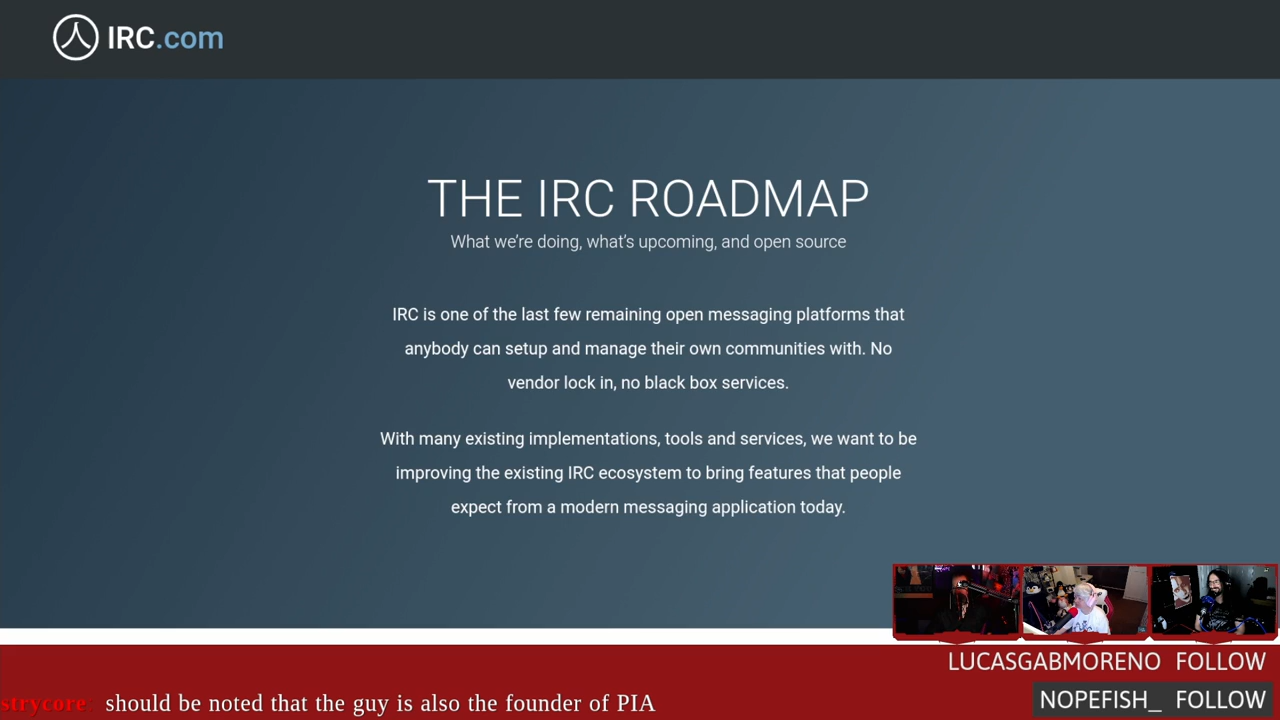 IRC.com
THE IRC ROADMAP
What we're doing, what's upcoming, and open source
IRC is one of the last few remaining open messaging platforms that
anybody can setup and manage their own communities with. No
vendor lock in, no black box services.
With many existing implementations, tools and services, we want to be
improving the existing IRC ecosystem to bring features that people
expect from a modern messaging application today.
LUCASGABMORENO FOLLOW
NOPEFISH_ FOLLOW
strycore: should be noted that the guy is also the founder of PIA